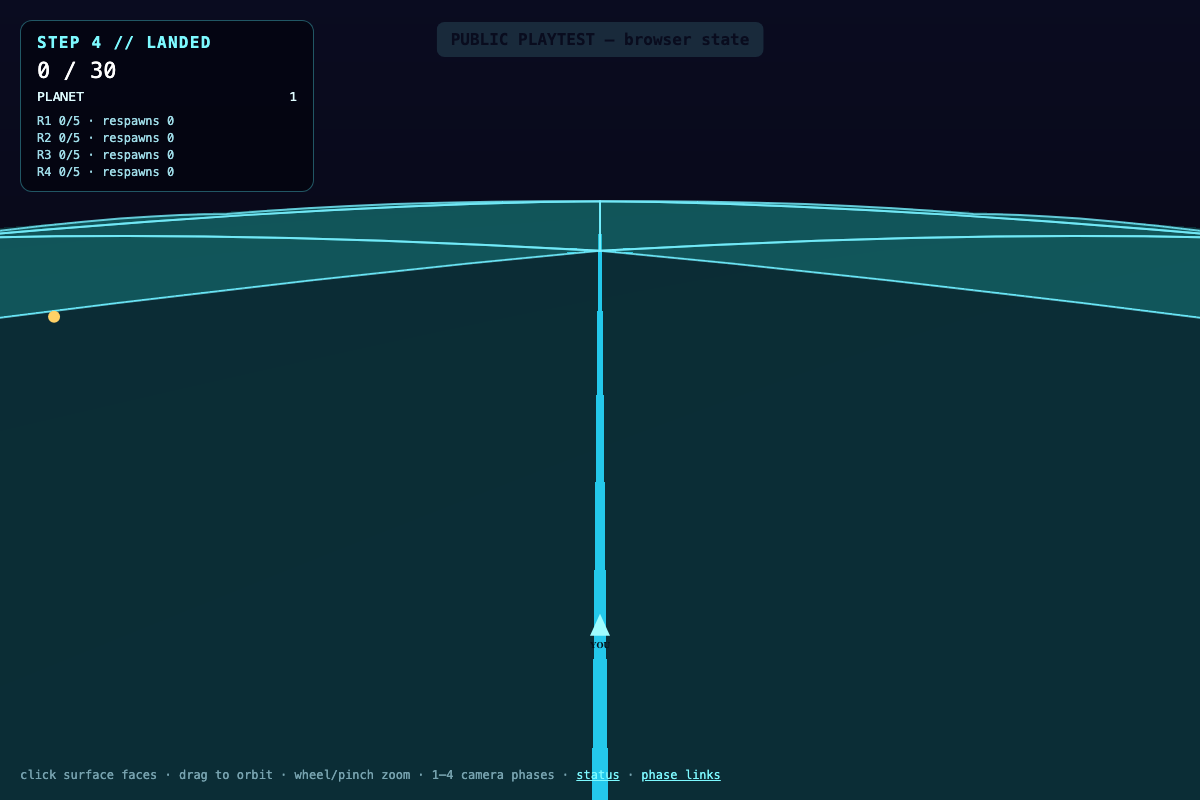 STEP 4 // LANDED
0 / 30
PLANET 1
R1 0/5 · respawns 0
R2 0/5 · respawns 0
R3 0/5 · respawns 0
R4 0/5 · respawns 0
PUBLIC PLAYTEST — browser state
YOU
click surface faces · drag to orbit · wheel/pinch zoom · 1–4 camera phases · status · phase links